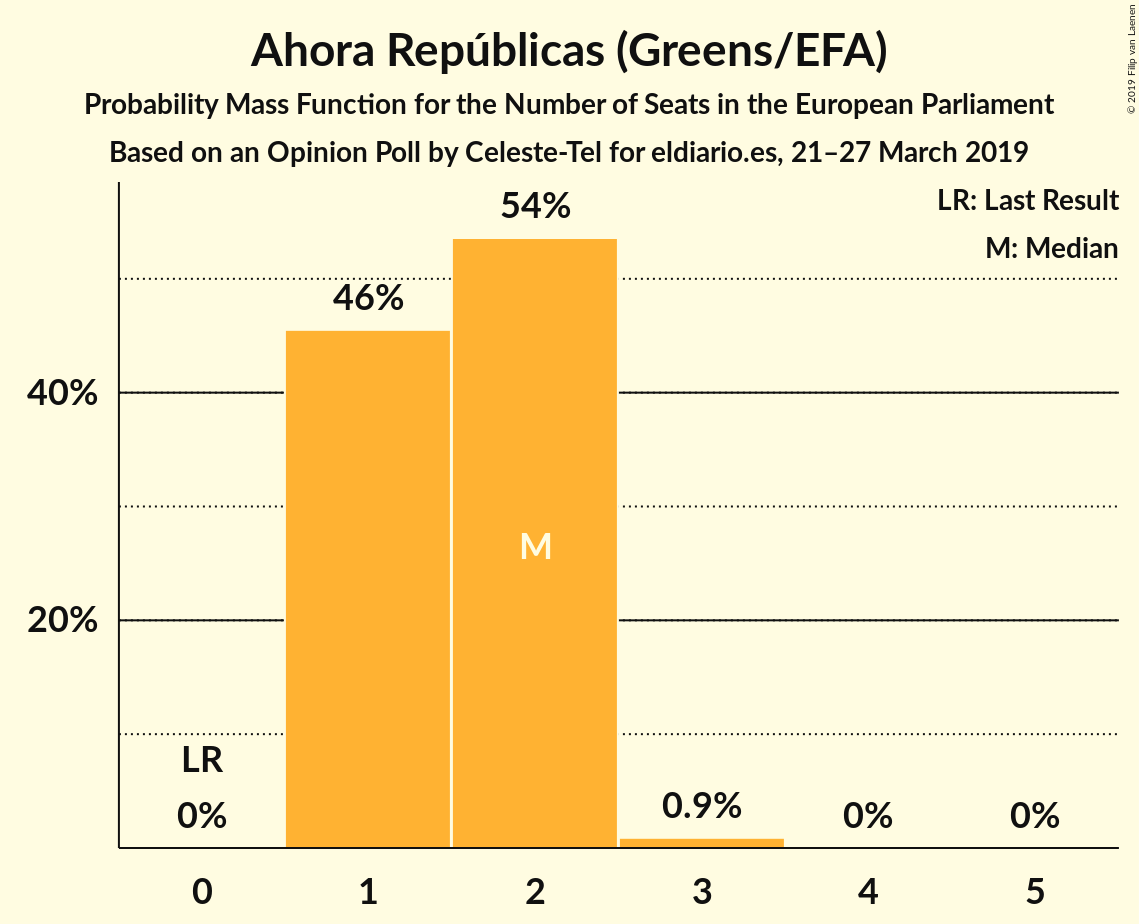 Ahora Repúblicas (Greens/EFA)
Probability Mass Function for the Number of Seats in the European Parliament
Based on an Opinion Poll by Celeste-Tel for eldiario.es, 21–27 March 2019
© 2019 Filip van Laenen
LR: Last Result
M: Median
54%
46%
40%
M
20%
LR
0%
0.9%
0%
0%
0
1
2
3
4
5